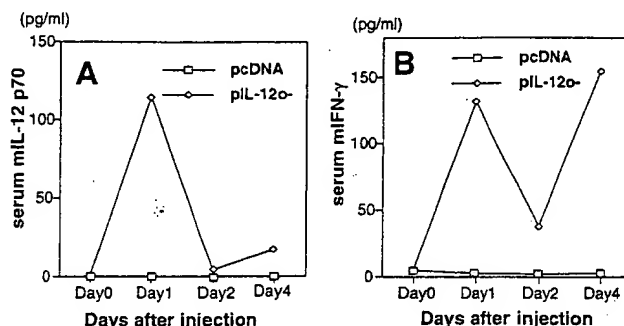 (pg/ml)
150
100
50
0
serum mIL-12 p70
A
pcDNA
pIL-12o-
Day0 Day1 Day2 Day4
Days after injection
(pg/ml)
150
100
50
0
serum mIFN-γ
B
pcDNA
pIL-12o-
Day0 Day1 Day2 Day4
Days after injection